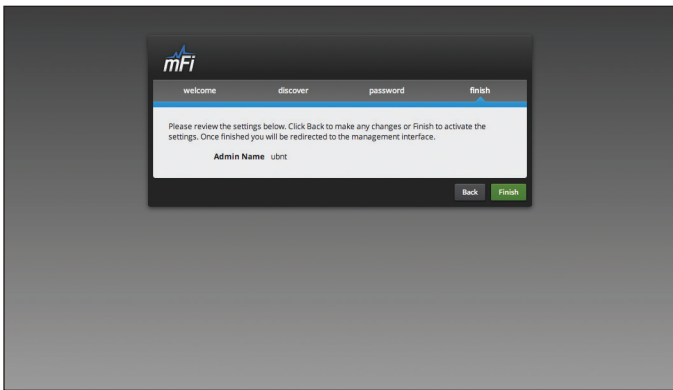 mFi
welcome discover password finish
Please review the settings below. Click Back to make any changes or Finish to activate the
settings. Once finished you will be redirected to the management interface.
Admin Name ubnt
Back Finish